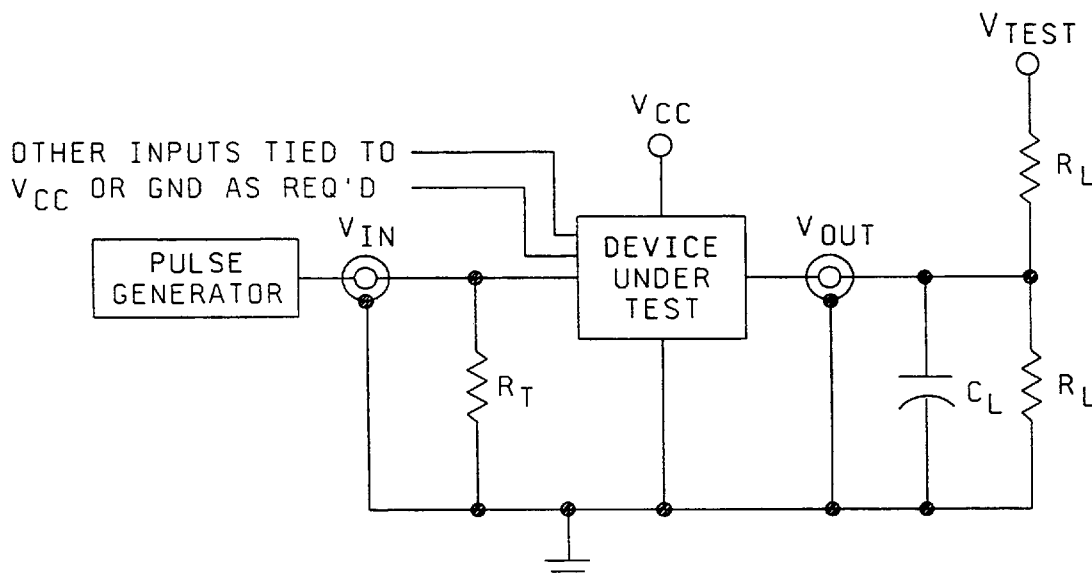 VTEST
VCC
OTHER INPUTS TIED TO
VCC OR GND AS REQ'D
RL
VIN
VOUT
PULSE
GENERATOR
DEVICE
UNDER
TEST
RT
CL
RL